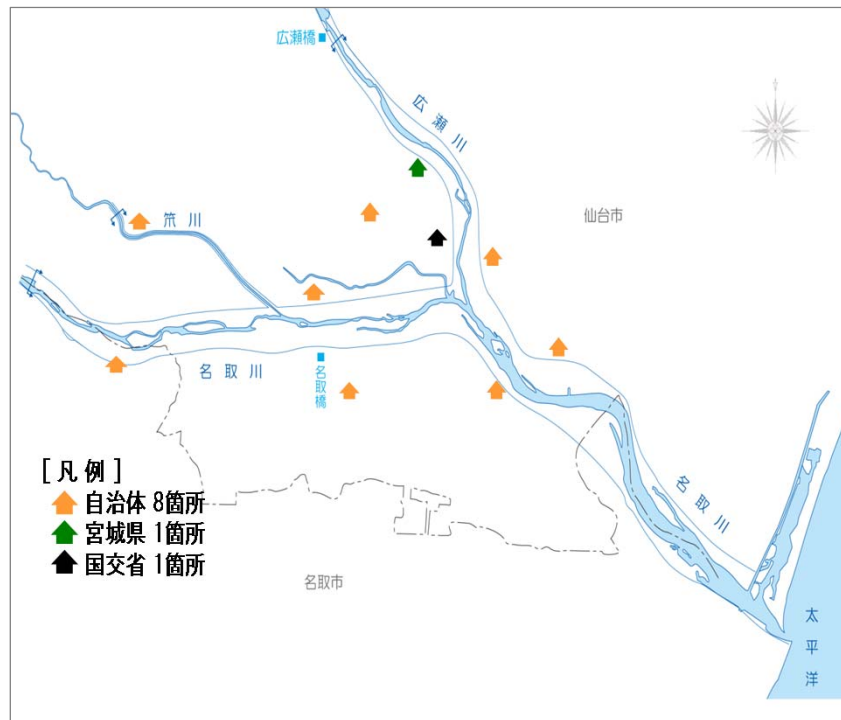 広瀬橋
広瀬川
仙台市
笊川
名取川
名取橋
[凡例]
自治体 8箇所
宮城県 1箇所
国交省 1箇所
名取川
名取市
太平洋